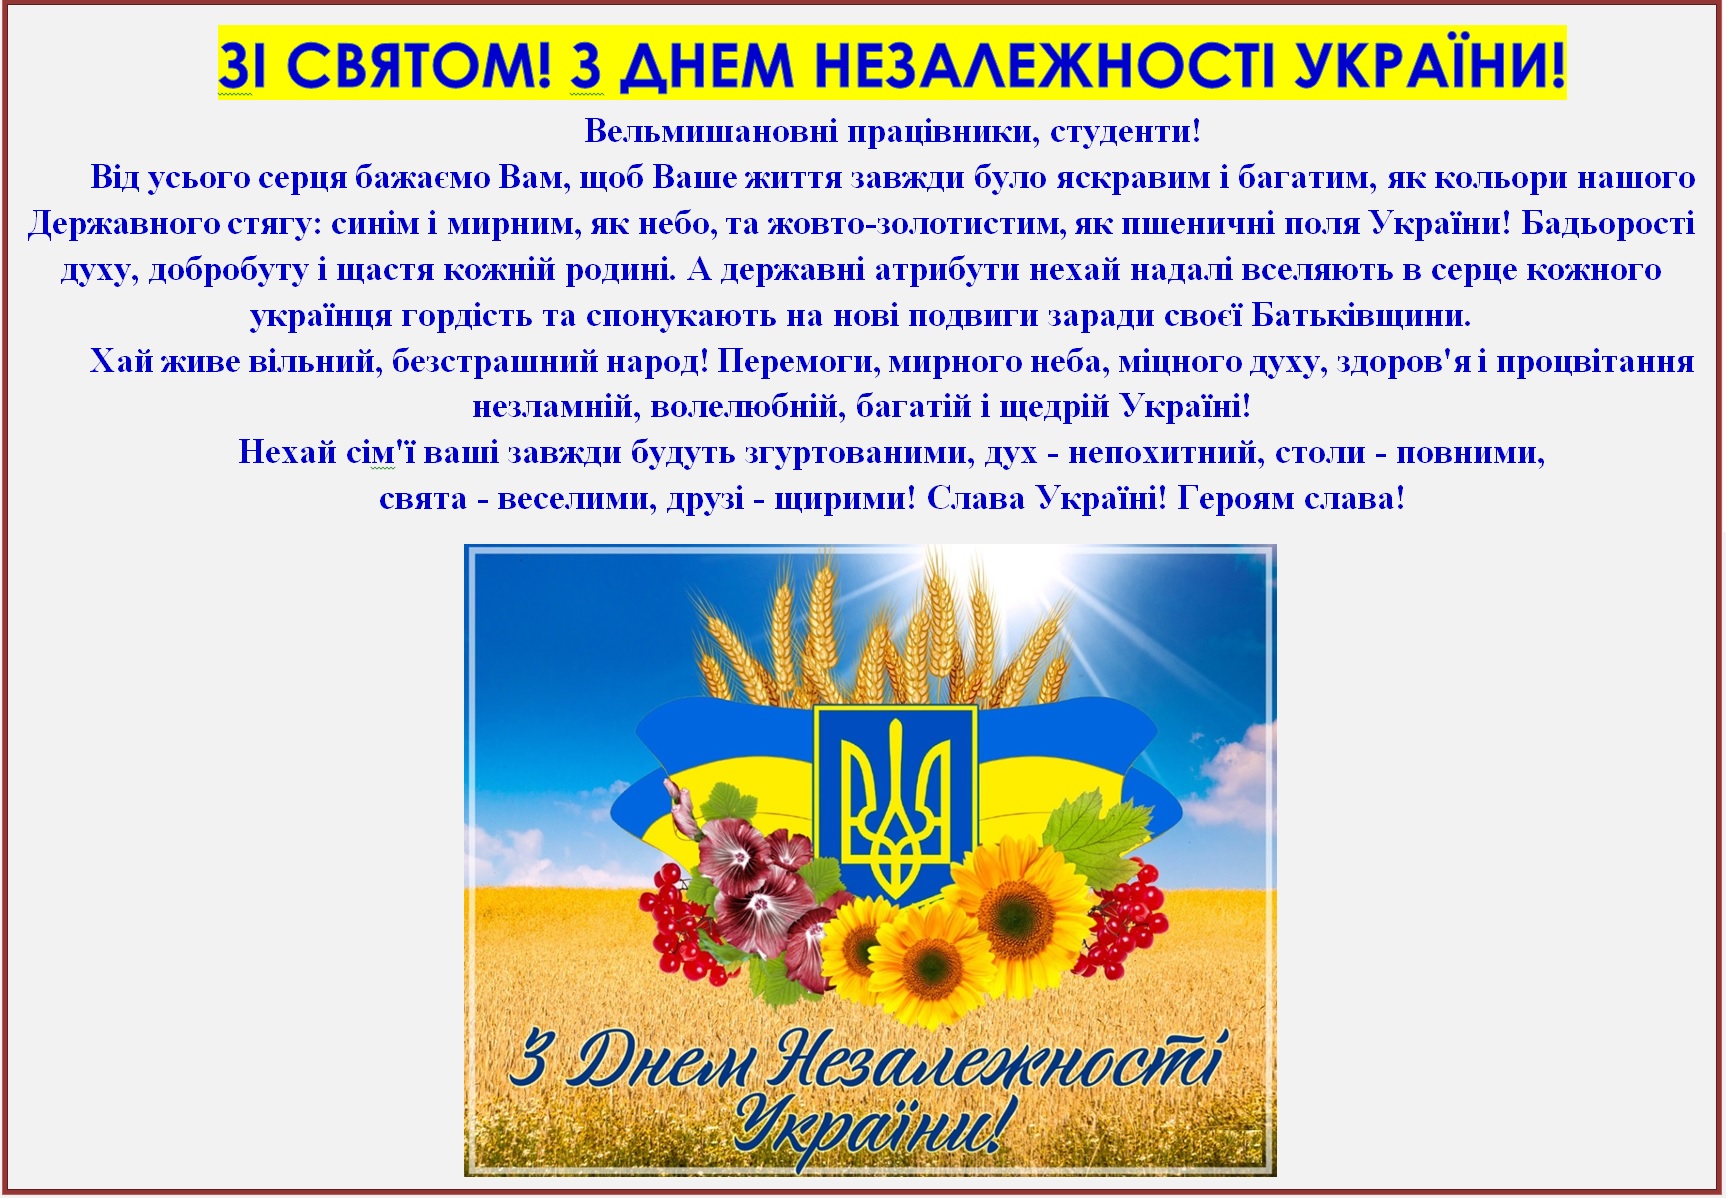 ЗІ СВЯТОМ! З ДНЕМ НЕЗАЛЕЖНОСТІ УКРАЇНИ!
Вельмишановні працівники, студенти!
Від усього серця бажаємо Вам, щоб Ваше життя завжди було яскравим і багатим, як кольори нашого
Державного стягу: синім і мирним, як небо, та жовто-золотистим, як пшеничні поля України! Бадьорості
духу, добробуту і щастя кожній родині. А державні атрибути нехай надалі вселяють в серце кожного
українця гордість та спонукають на нові подвиги заради своєї Батьківщини.
Хай живе вільний, безстрашний народ! Перемоги, мирного неба, міцного духу, здоров'я і процвітання
незламній, волелюбній, багатій і щедрій Україні!
Нехай сім'ї ваші завжди будуть згуртованими, дух - непохитний, столи - повними,
свята - веселими, друзі - щирими! Слава Україні! Героям слава!
З Днем Незалежності
України!